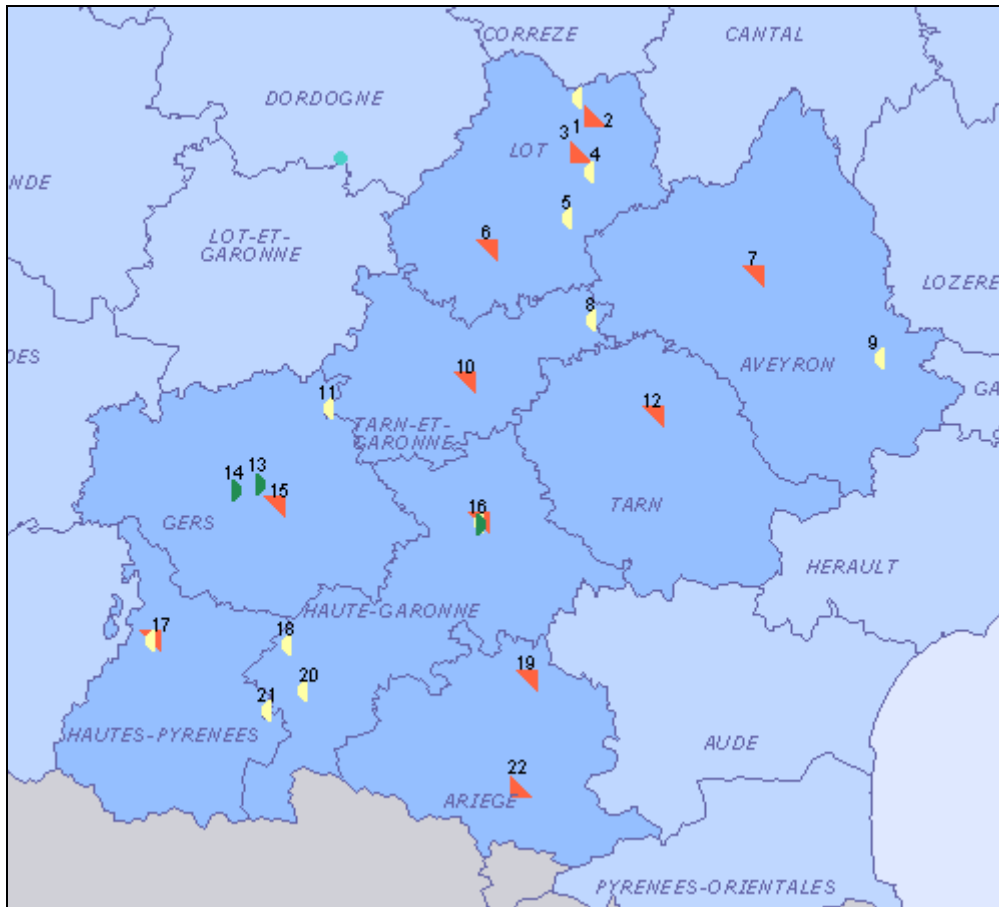 CORREZE
CANTAL
DORDOGNE
1
2
3
LOT
4
NDE
5
LOT-ET-
GARONNE
6
7
LOZERE
8
9
DES
AVEYRON
10
GA
11
12
TARN-ET-
GARONNE
13
14
15
16
TARN
GERS
HERAULT
HAUTE-GARONNE
17
18
19
20
21
HAUTES-PYRENEES
AUDE
22
ARIEGE
PYRENEES-ORIENTALES